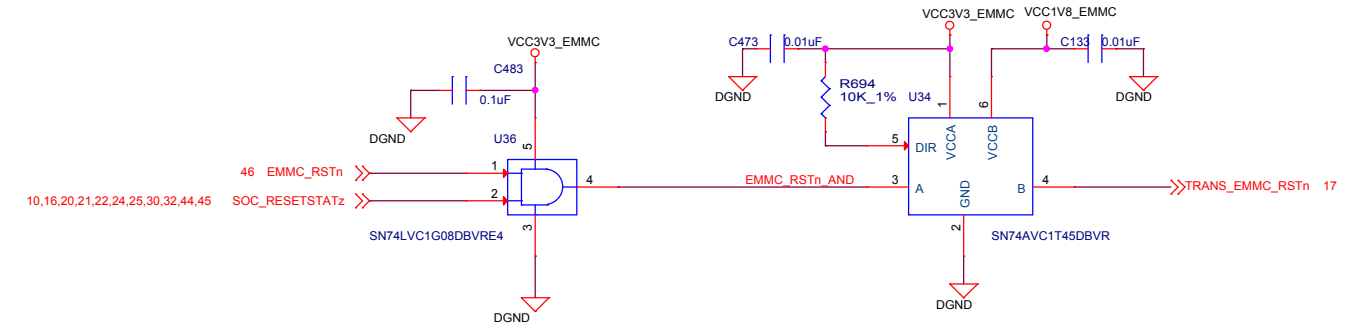 VCC3V3_EMMC VCC1V8_EMMC
C473 0.01uF C133 0.01uF
VCC3V3_EMMC
C483
0.1uF
DGND
DGND
DGND
R694
10K_1%
U34
1
6
U36
5
5 DIR VCCA VCCB
46 EMMC_RSTn 1
4 EMMC_RSTn_AND 3 A GND B 4 TRANS_EMMC_RSTn 17
10,16,20,21,22,24,25,30,32,44,45 SOC_RESETSTATz 2
3
2
SN74LVC1G08DBVRE4
SN74AVC1T45DBVR
DGND
DGND